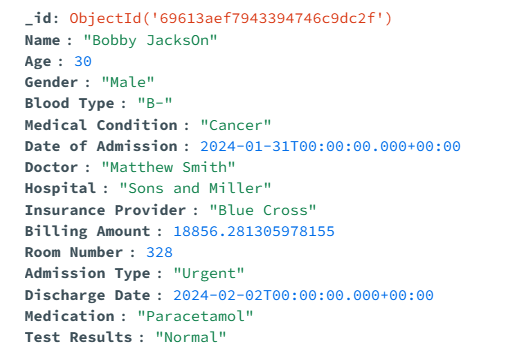 _id: ObjectId('69613aef7943394746c9dc2f')
Name : "Bobby JacksOn"
Age : 30
Gender : "Male"
Blood Type : "B-"
Medical Condition : "Cancer"
Date of Admission : 2024-01-31T00:00:00.000+00:00
Doctor : "Matthew Smith"
Hospital : "Sons and Miller"
Insurance Provider : "Blue Cross"
Billing Amount : 18856.281305978155
Room Number : 328
Admission Type : "Urgent"
Discharge Date : 2024-02-02T00:00:00.000+00:00
Medication : "Paracetamol"
Test Results : "Normal"